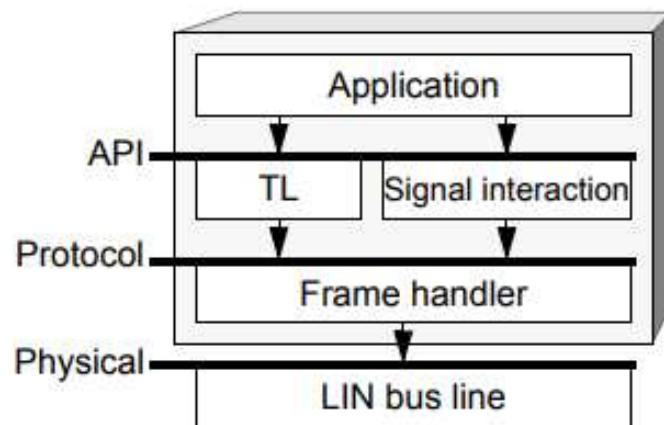 Application
API
TL
Signal interaction
Protocol
Frame handler
Physical
LIN bus line